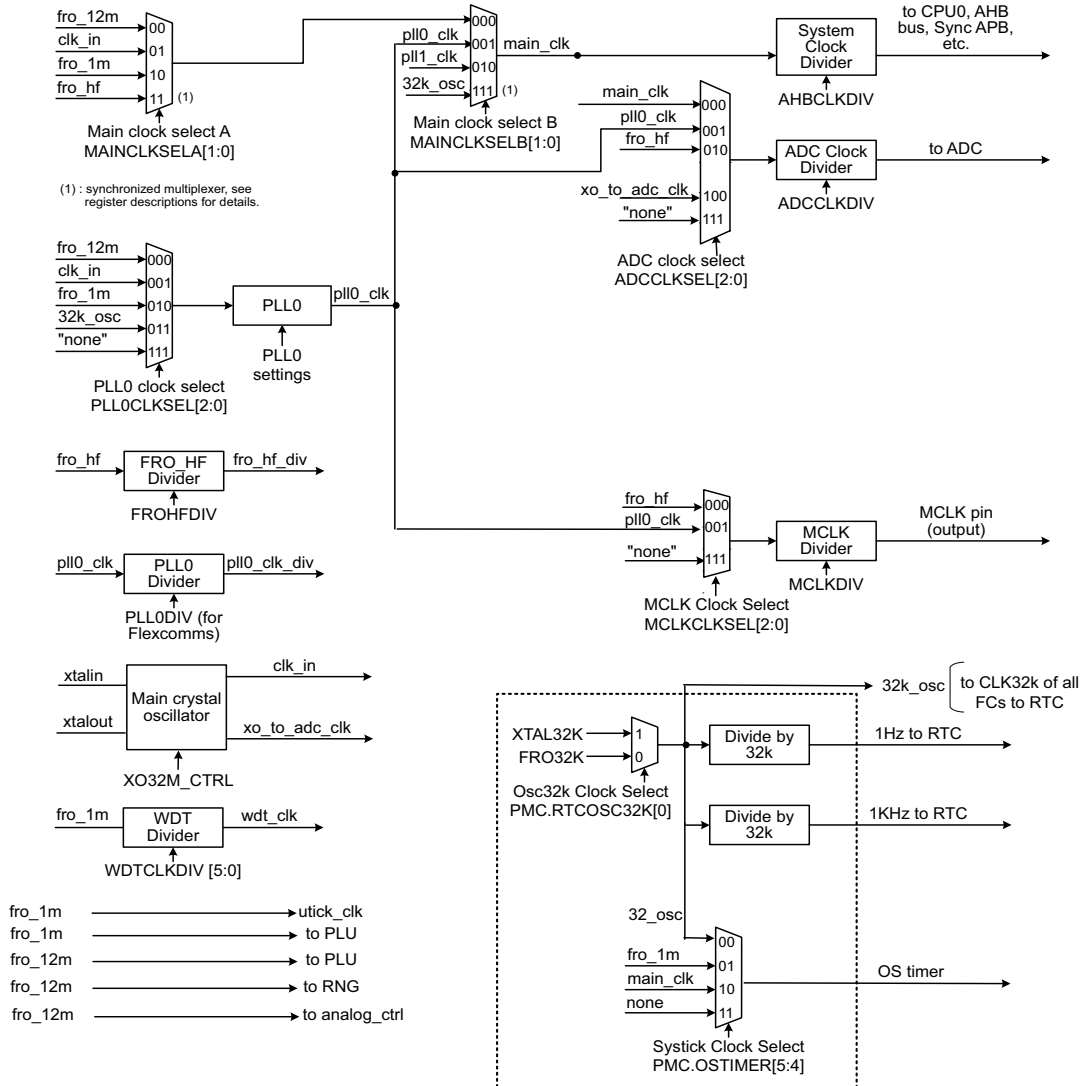 fro_12m
00
clk_in
01
fro_1m
10
fro_hf
11
(1)
Main clock select A
MAINCLKSELA[1:0]
(1) : synchronized multiplexer, see
register descriptions for details.
000
pll0_clk
001
pll1_clk
010
32k_osc
111
(1)
main_clk
Main clock select B
MAINCLKSELB[1:0]
System
Clock
Divider
AHBCLKDIV
to CPU0, AHB
bus, Sync APB,
etc.
main_clk
000
pll0_clk
001
fro_hf
010
xo_to_adc_clk
100
"none"
111
ADC clock select
ADCCLKSEL[2:0]
ADC Clock
Divider
ADCCLKDIV
to ADC
fro_12m
000
clk_in
001
fro_1m
010
32k_osc
011
"none"
111
PLL0 clock select
PLL0CLKSEL[2:0]
PLL0
pll0_clk
PLL0
settings
fro_hf
FRO_HF
Divider
fro_hf_div
FROHFDIV
pll0_clk
PLL0
Divider
pll0_clk_div
PLL0DIV (for
Flexcomms)
fro_hf
000
pll0_clk
001
"none"
111
MCLK Clock Select
MCLKCLKSEL[2:0]
MCLK
Divider
MCLKDIV
MCLK pin
(output)
xtalin
xtalout
Main crystal
oscillator
clk_in
xo_to_adc_clk
XO32M_CTRL
fro_1m
WDT
Divider
wdt_clk
WDTCLKDIV [5:0]
fro_1m
utick_clk
fro_1m
to PLU
fro_12m
to PLU
fro_12m
to RNG
fro_12m
to analog_ctrl
32k_osc
to CLK32k of all
FCs to RTC
XTAL32K
1
FRO32K
0
Osc32k Clock Select
PMC.RTCOSC32K[0]
Divide by
32k
1Hz to RTC
Divide by
32k
1KHz to RTC
32_osc
00
fro_1m
01
main_clk
10
none
11
OS timer
Systick Clock Select
PMC.OSTIMER[5:4]